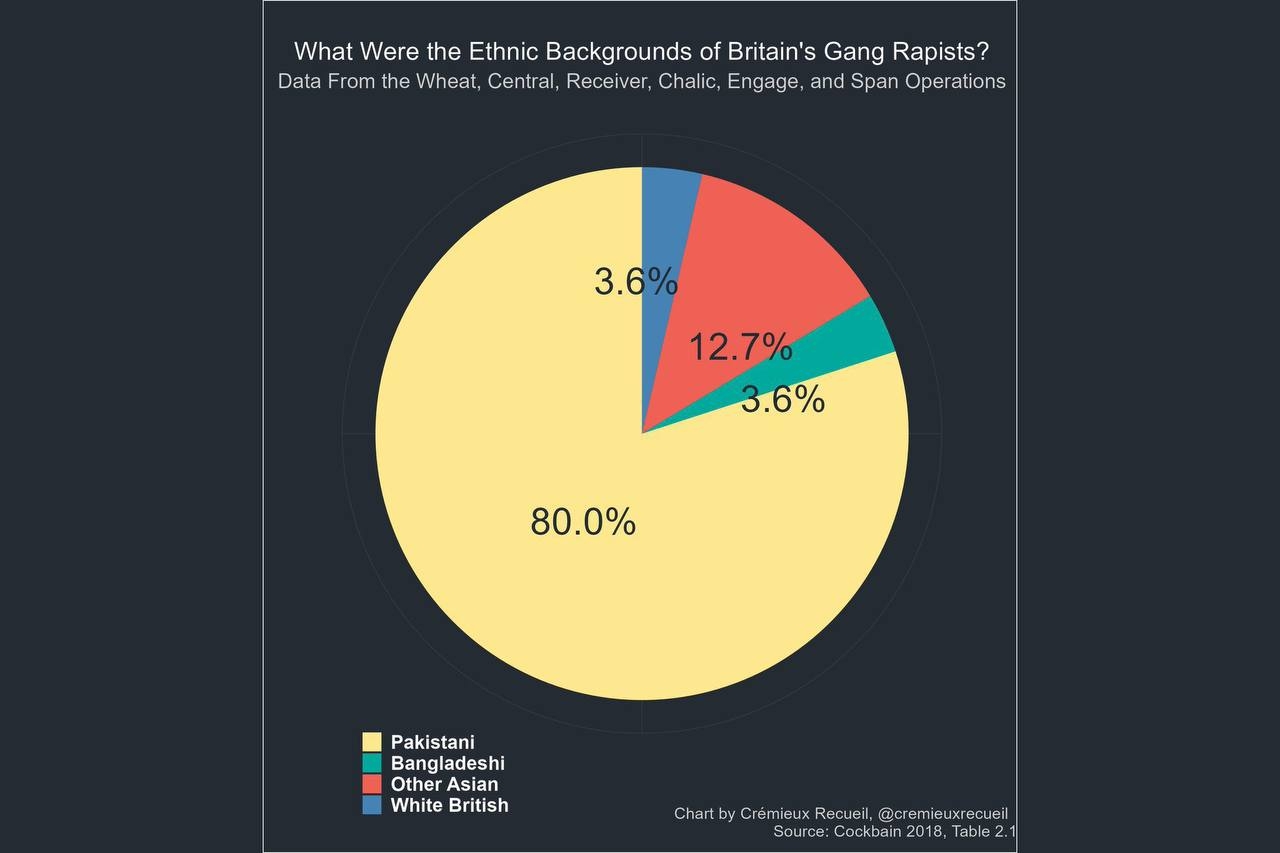 What Were the Ethnic Backgrounds of Britain's Gang Rapists?
Data From the Wheat, Central, Receiver, Chalic, Engage, and Span Operations
3.6%
12.7%
3.6%
80.0%
Pakistani
Bangladeshi
Other Asian
White British
Chart by Crémieux Recueil, @cremieuxrecueil
Source: Cockbain 2018, Table 2.1